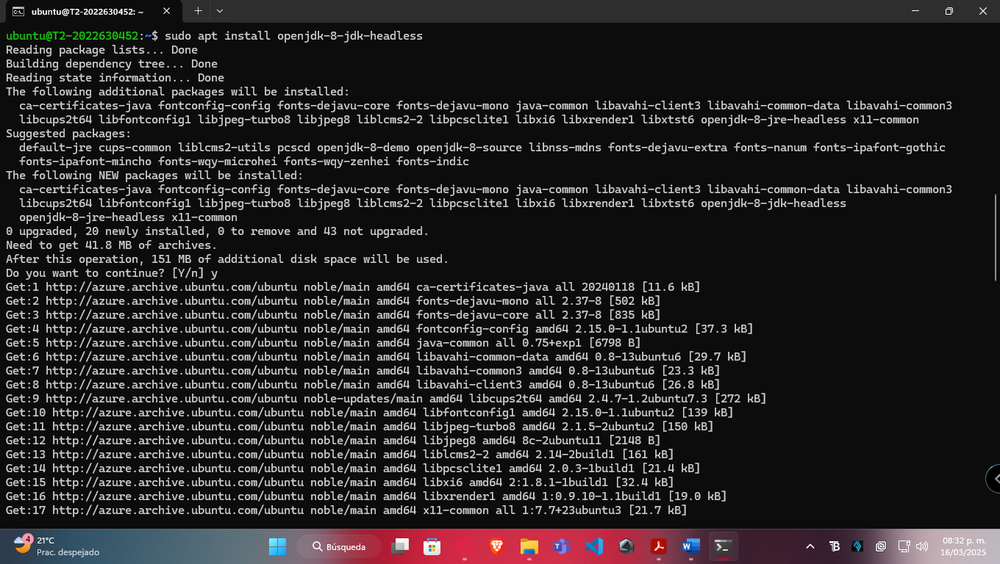 ubuntu@T2-2022630452: ~
ubuntu@T2-2022630452:~$ sudo apt install openjdk-8-jdk-headless
Reading package lists... Done
Building dependency tree... Done
Reading state information... Done
The following additional packages will be installed:
ca-certificates-java fontconfig-config fonts-dejavu-core fonts-dejavu-mono java-common libavahi-client3 libavahi-common-data libavahi-common3
libcups2t64 libfontconfig1 libjpeg-turbo8 libjpeg8 liblcms2-2 libpcsclite1 libxi6 libxrender1 libxtst6 openjdk-8-jre-headless x11-common
Suggested packages:
default-jre cups-common liblcms2-utils pcscd openjdk-8-demo openjdk-8-source libnss-mdns fonts-dejavu-extra fonts-nanum fonts-ipafont-gothic
fonts-ipafont-mincho fonts-wqy-microhei fonts-wqy-zenhei fonts-indic
The following NEW packages will be installed:
ca-certificates-java fontconfig-config fonts-dejavu-core fonts-dejavu-mono java-common libavahi-client3 libavahi-common-data libavahi-common3
libcups2t64 libfontconfig1 libjpeg-turbo8 libjpeg8 liblcms2-2 libpcsclite1 libxi6 libxrender1 libxtst6 openjdk-8-jdk-headless
openjdk-8-jre-headless x11-common
0 upgraded, 20 newly installed, 0 to remove and 43 not upgraded.
Need to get 41.8 MB of archives.
After this operation, 151 MB of additional disk space will be used.
Do you want to continue? [Y/n] y
Get:1 http://azure.archive.ubuntu.com/ubuntu noble/main amd64 ca-certificates-java all 20240118 [11.6 kB]
Get:2 http://azure.archive.ubuntu.com/ubuntu noble/main amd64 fonts-dejavu-mono all 2.37-8 [502 kB]
Get:3 http://azure.archive.ubuntu.com/ubuntu noble/main amd64 fonts-dejavu-core all 2.37-8 [835 kB]
Get:4 http://azure.archive.ubuntu.com/ubuntu noble/main amd64 fontconfig-config amd64 2.15.0-1.1ubuntu2 [37.3 kB]
Get:5 http://azure.archive.ubuntu.com/ubuntu noble/main amd64 java-common all 0.75+exp1 [6798 B]
Get:6 http://azure.archive.ubuntu.com/ubuntu noble/main amd64 libavahi-common-data amd64 0.8-13ubuntu6 [29.7 kB]
Get:7 http://azure.archive.ubuntu.com/ubuntu noble/main amd64 libavahi-common3 amd64 0.8-13ubuntu6 [23.3 kB]
Get:8 http://azure.archive.ubuntu.com/ubuntu noble/main amd64 libavahi-client3 amd64 0.8-13ubuntu6 [26.8 kB]
Get:9 http://azure.archive.ubuntu.com/ubuntu noble-updates/main amd64 libcups2t64 amd64 2.4.7-1.2ubuntu7.3 [272 kB]
Get:10 http://azure.archive.ubuntu.com/ubuntu noble/main amd64 libfontconfig1 amd64 2.15.0-1.1ubuntu2 [139 kB]
Get:11 http://azure.archive.ubuntu.com/ubuntu noble/main amd64 libjpeg-turbo8 amd64 2.1.5-2ubuntu2 [150 kB]
Get:12 http://azure.archive.ubuntu.com/ubuntu noble/main amd64 libjpeg8 amd64 8c-2ubuntu11 [2148 B]
Get:13 http://azure.archive.ubuntu.com/ubuntu noble/main amd64 liblcms2-2 amd64 2.14-2build1 [161 kB]
Get:14 http://azure.archive.ubuntu.com/ubuntu noble/main amd64 libpcsclite1 amd64 2.0.3-1build1 [21.4 kB]
Get:15 http://azure.archive.ubuntu.com/ubuntu noble/main amd64 libxi6 amd64 2:1.8.1-1build1 [32.4 kB]
Get:16 http://azure.archive.ubuntu.com/ubuntu noble/main amd64 libxrender1 amd64 1:0.9.10-1.1build1 [19.0 kB]
Get:17 http://azure.archive.ubuntu.com/ubuntu noble/main amd64 x11-common all 1:7.7+23ubuntu3 [21.7 kB]
4
21°C
Prac. despejado
Búsqueda
08:32 p. m.
16/03/2025